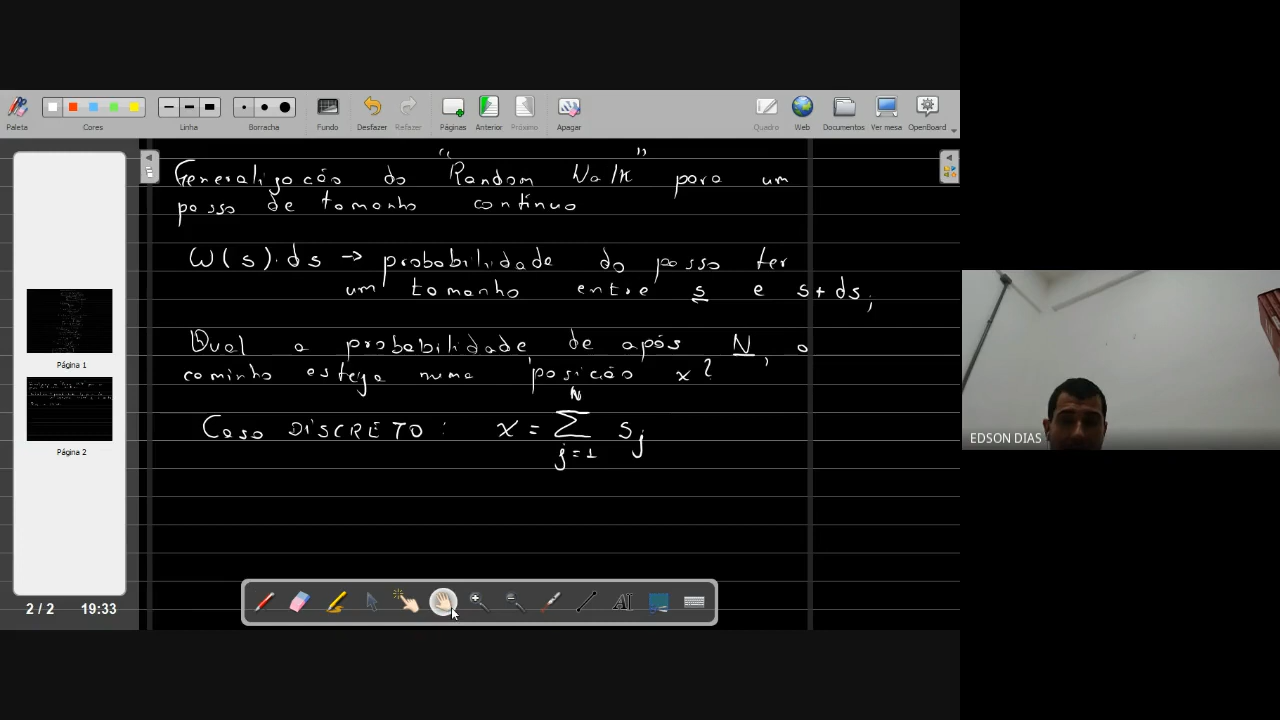 Paleta
Cores
Linha
Borracha
Fundo
Desfazer
Refazer
Páginas
Anterior
Próximo
Apagar
Quadro
Web
Documentos
Ver mesa
OpenBoard
Generalização do "Random Walk" para um
passo de tamanho contínuo
W(s).ds → probabilidade do passo ter
um tamanho entre s e s+ds;
Qual a probabilidade de após N, o
caminho esteja numa posição x?
Caso DISCRETO: x = ∑_{j=1}^{N} s_j
Página 1
Página 2
2 / 2 19:33
EDSON DIAS